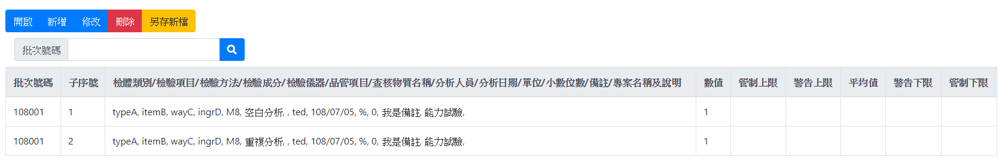 開啟 新增 修改 刪除 另存新檔
批次號碼
批次號碼 子序號 檢體類別/檢驗項目/檢驗方法/檢驗成分/檢驗儀器/品管項目/查核物質名稱/分析人員/分析日期/單位/小數位數/備註/專案名稱及說明 數值 管制上限 警告上限 平均值 警告下限 管制下限
108001 1 typeA, itemB, wayC, ingrD, M8, 空白分析, , ted, 108/07/05, %, 0, 我是備註, 能力試驗, 1
108001 2 typeA, itemB, wayC, ingrD, M8, 重複分析, , ted, 108/07/05, %, 0, 我是備註, 能力試驗, 1